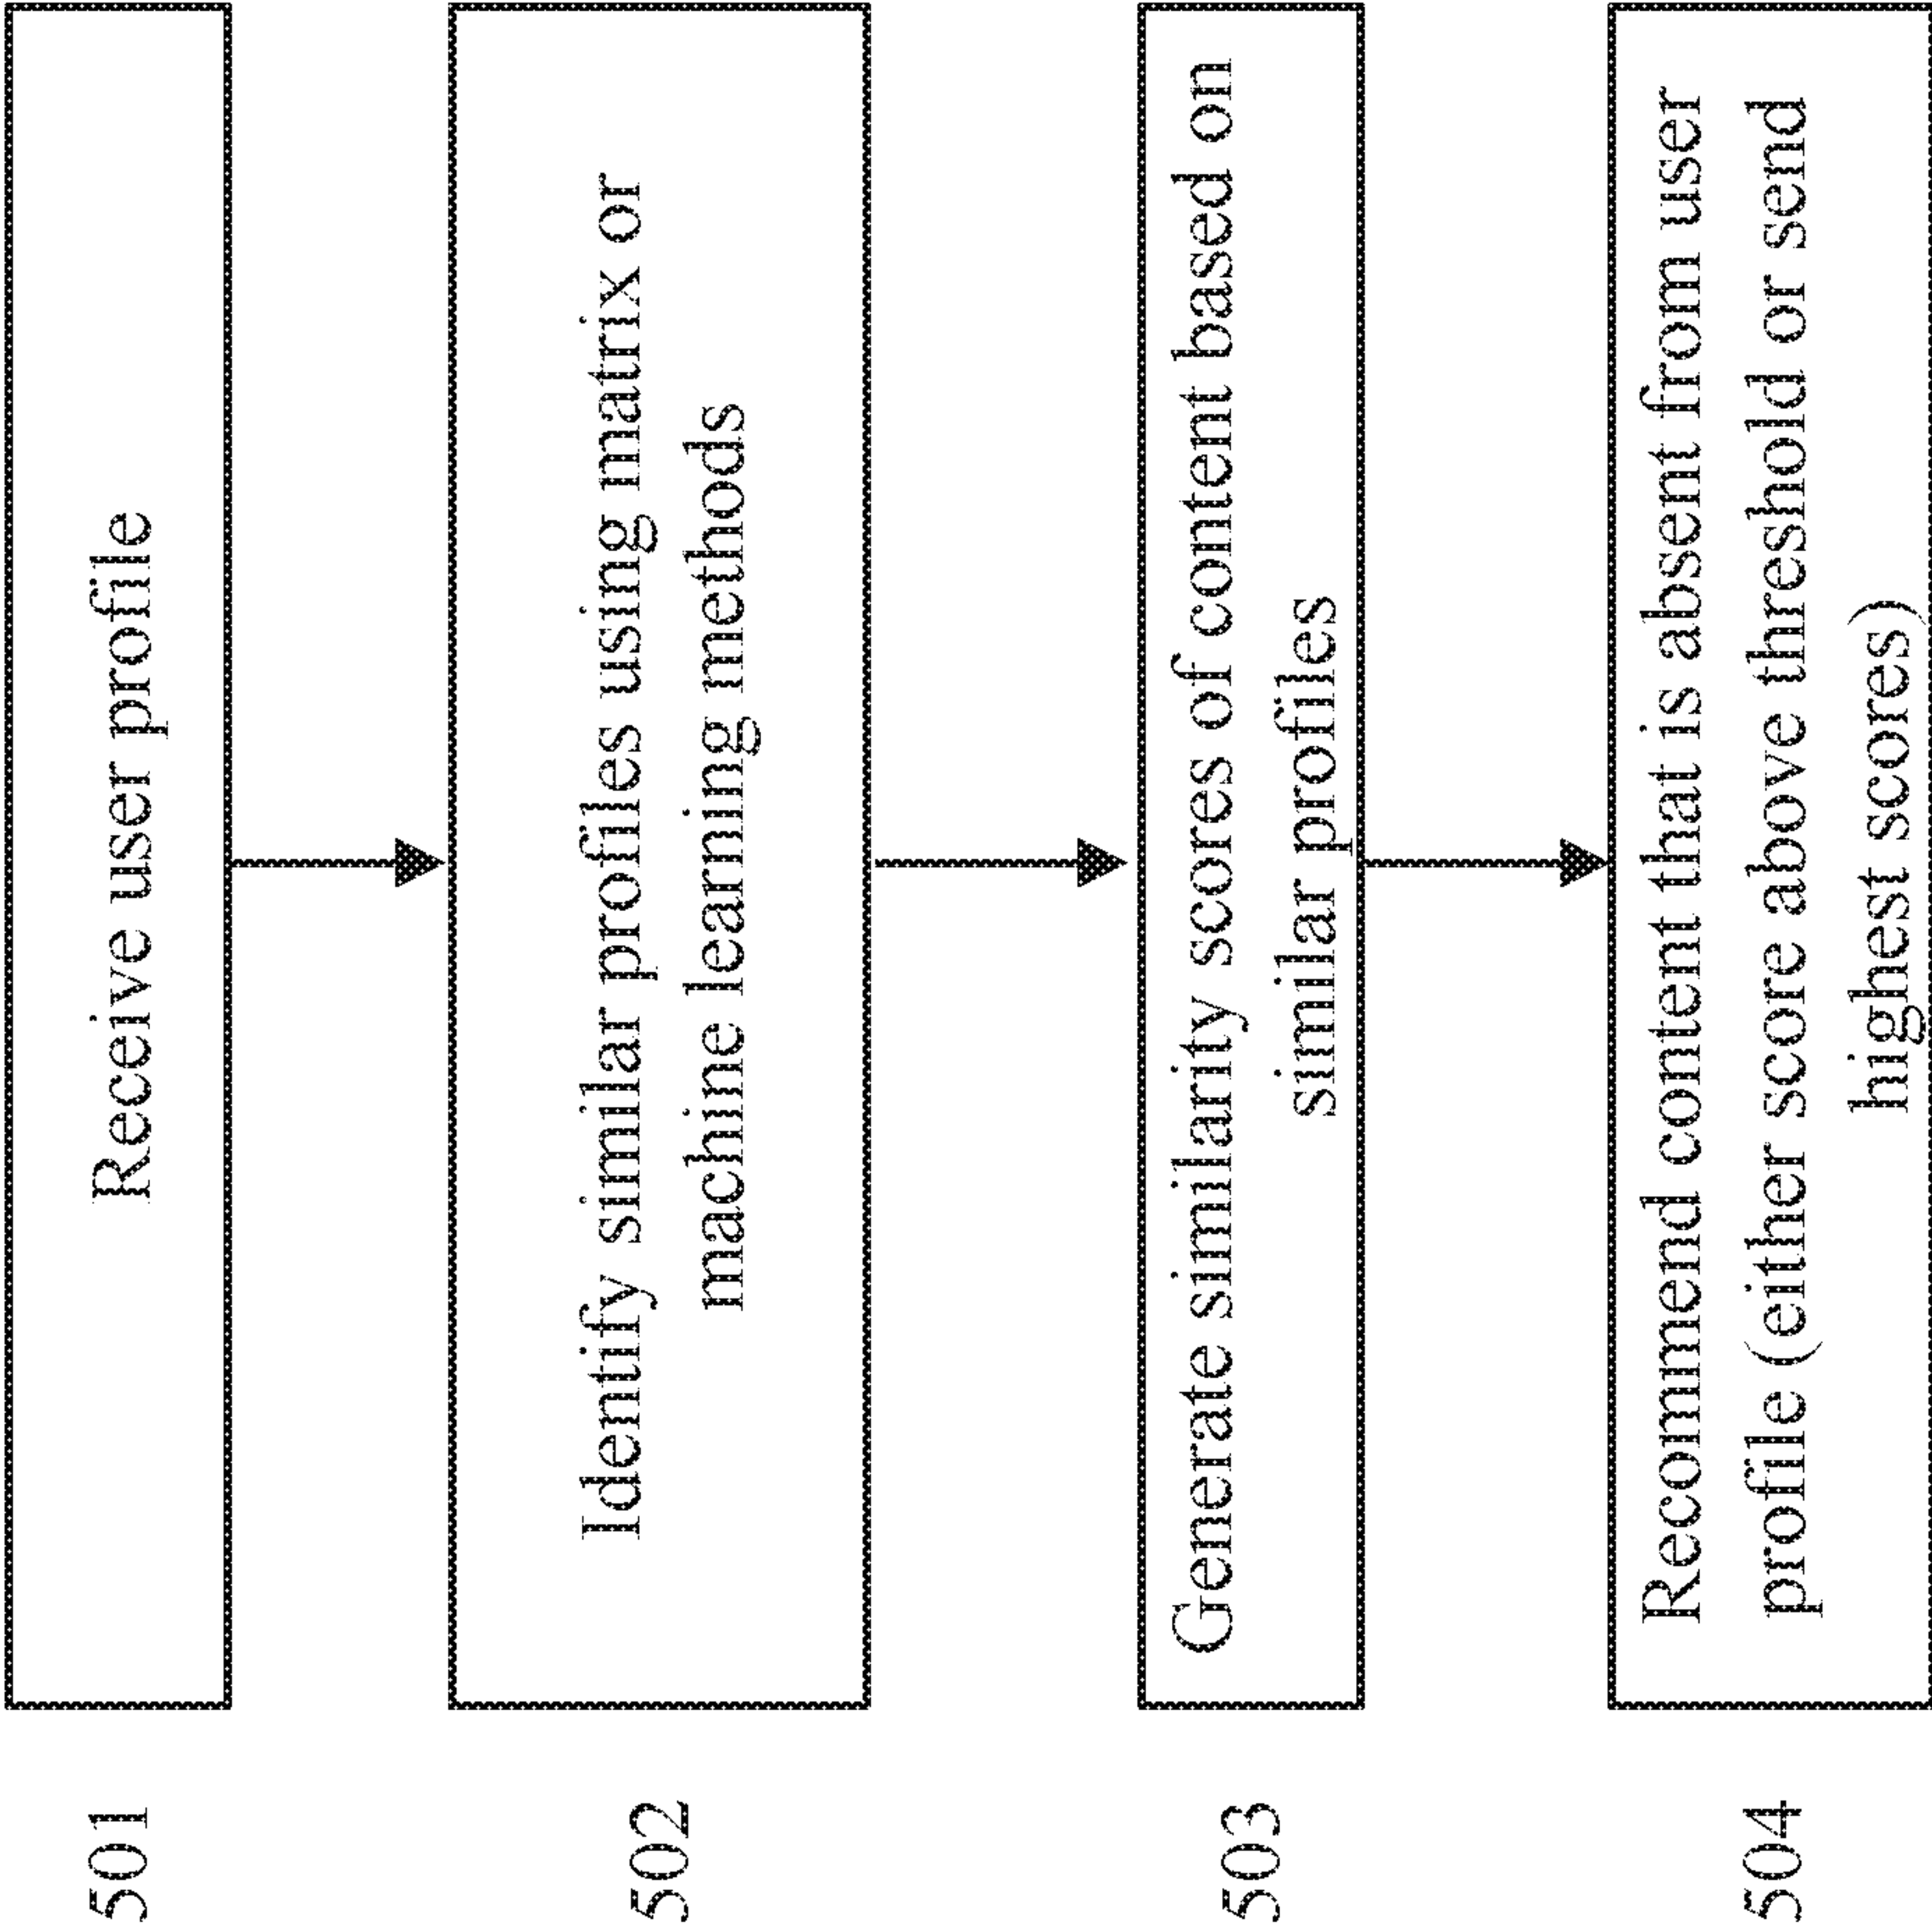 501
Receive user profile
502
Identify similar profiles using matrix or
machine learning methods
503
Generate similarity scores of content based on
similar profiles
504
Recommend content that is absent from user
profile (either score above threshold or send
highest scores)